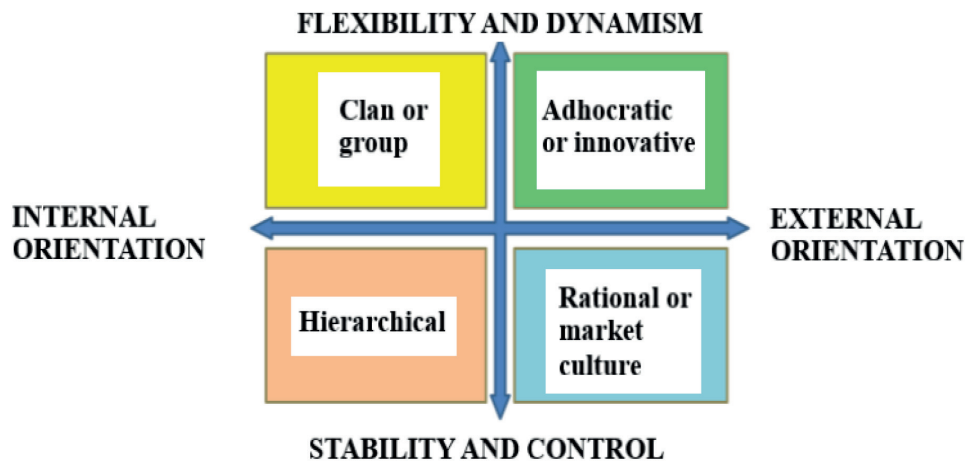 FLEXIBILITY AND DYNAMISM
Clan or
group
Adhocratic
or innovative
INTERNAL
ORIENTATION
EXTERNAL
ORIENTATION
Hierarchical
Rational or
market
culture
STABILITY AND CONTROL